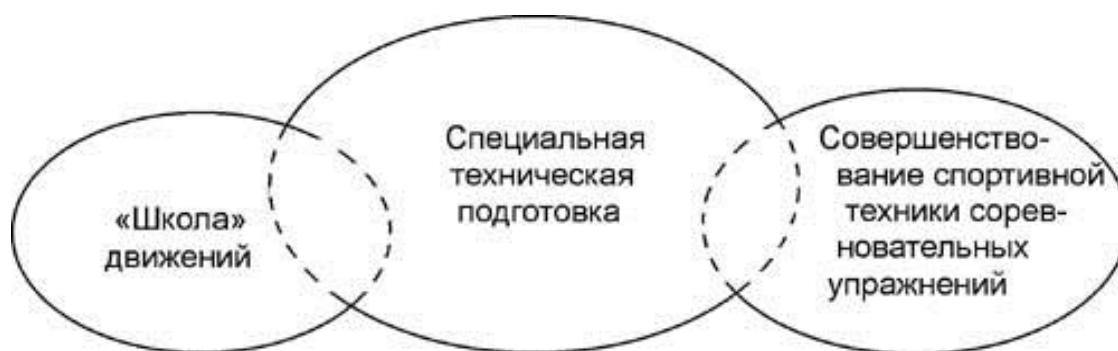 «Школа»
движений
Специальная
техническая
подготовка
Совершенство-
вание спортивной
техники сорев-
новательных
упражнений